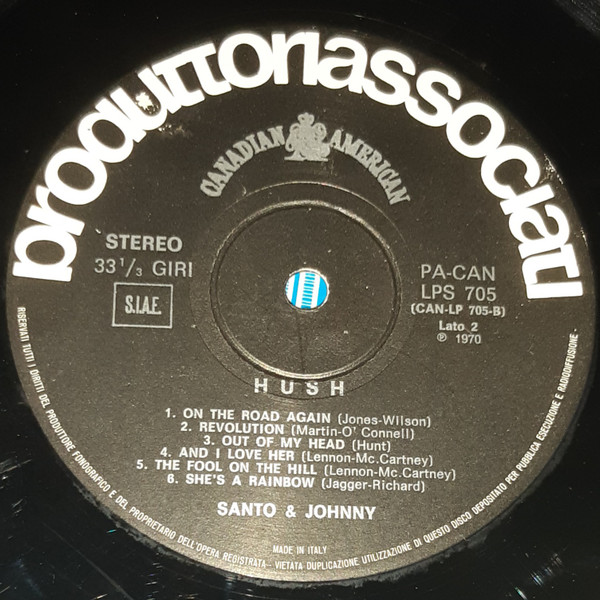 produttoriassociati
CANADIAN AMERICAN
STEREO
33 1/3 GIRI
S.I.A.E.
PA-CAN
LPS 705
(CAN-LP 705-B)
Lato 2
℗ 1970
HUSH
1. ON THE ROAD AGAIN (Jones-Wilson)
2. REVOLUTION (Martin-O' Connell)
3. OUT OF MY HEAD (Hunt)
4. AND I LOVE HER (Lennon-Mc.Cartney)
5. THE FOOL ON THE HILL (Lennon-Mc.Cartney)
6. SHE'S A RAINBOW (Jagger-Richard)
SANTO & JOHNNY
MADE IN ITALY
RISERVATI TUTTI I DIRITTI DEL PRODUTTORE FONOGRAFICO E DEL PROPRIETARIO DELL'OPERA REGISTRATA - VIETATA DUPLICAZIONE UTILIZZAZIONE DI QUESTO DISCO DEPOSITATO PER PUBBLICA ESECUZIONE E RADIODIFFUSIONE -